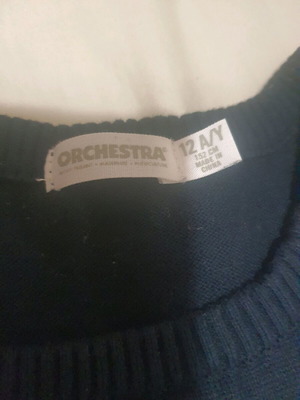 ORCHESTRA
12 A/Y
152 CM
MADE IN
CHINA